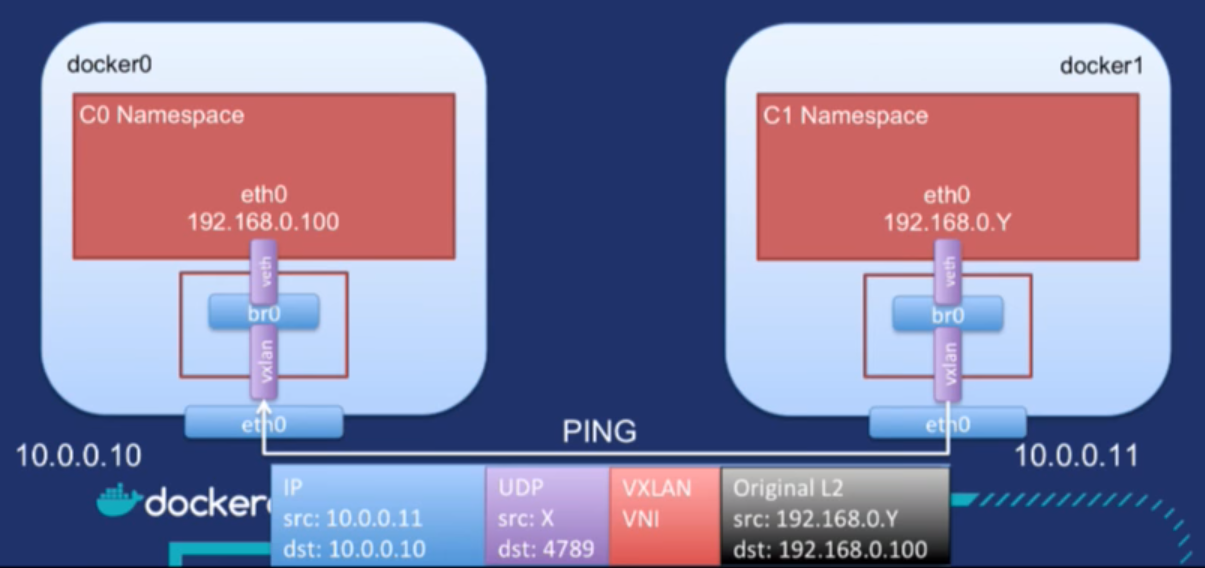 docker0
docker1
C0 Namespace
C1 Namespace
eth0
192.168.0.100
eth0
192.168.0.Y
veth
veth
br0
br0
vxlan
vxlan
eth0
eth0
PING
10.0.0.10
10.0.0.11
docker
IP
src: 10.0.0.11
dst: 10.0.0.10
UDP
src: X
dst: 4789
VXLAN
VNI
Original L2
src: 192.168.0.Y
dst: 192.168.0.100